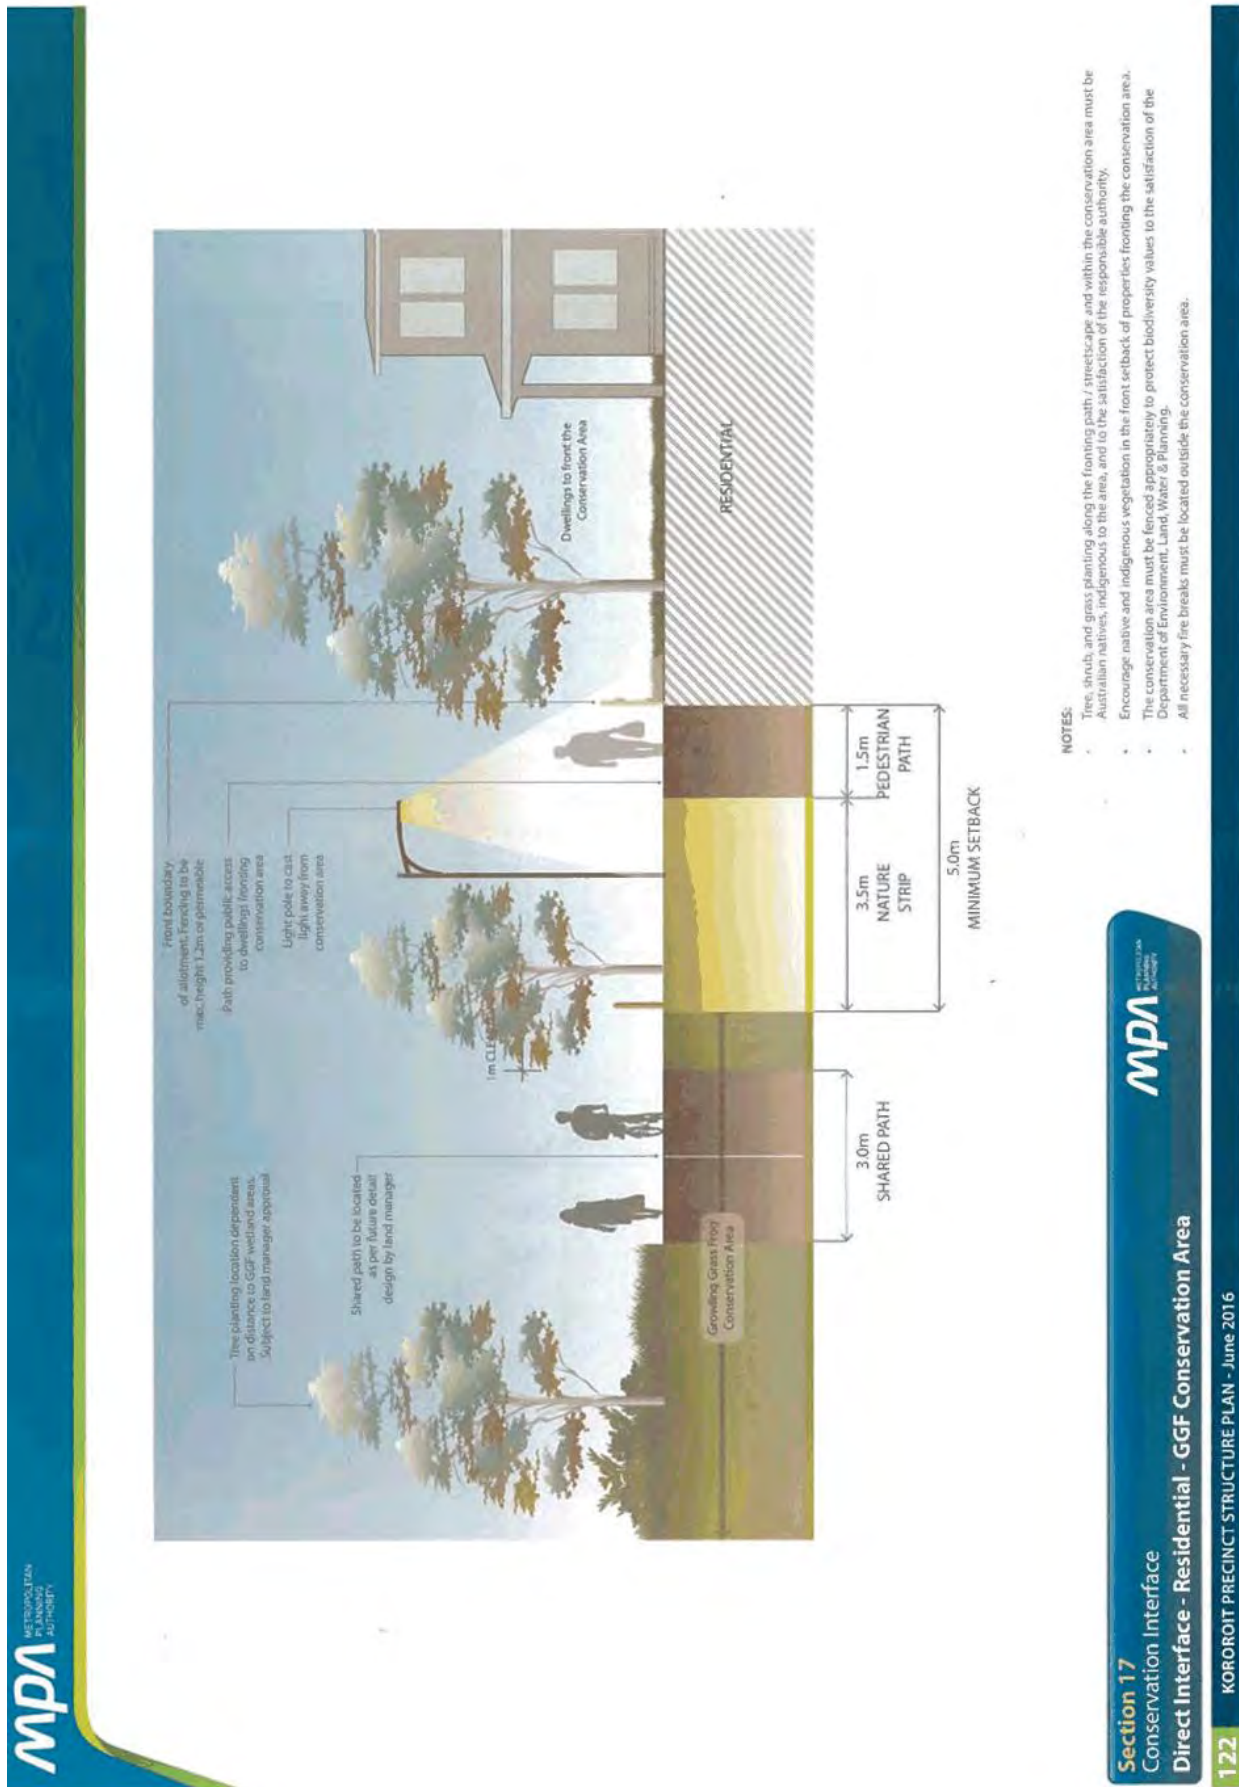 mpa
METROPOLITAN
PLANNING
AUTHORITY
Tree planting location dependent
on distance to GGF wetland areas.
Subject to land manager approval
Shared path to be located
as per future detail
design by land manager
Front boundary
of allotment. Fencing to be
max. height 1.2m or permeable
Path providing public access
to dwellings fronting
conservation area
Light pole to cast
light away from
conservation area
1m
Dwellings to front the
Conservation Area
Growling Grass Frog
Conservation Area
RESIDENTIAL
3.0m
SHARED PATH
3.5m
NATURE
STRIP
1.5m
PEDESTRIAN
PATH
5.0m
MINIMUM SETBACK
NOTES:
Tree, shrub, and grass planting along the fronting path / streetscape and within the conservation area must be
Australian natives, indigenous to the area, and to the satisfaction of the responsible authority.
Encourage native and indigenous vegetation in the front setback of properties fronting the conservation area.
The conservation area must be fenced appropriately to protect biodiversity values to the satisfaction of the
Department of Environment, Land, Water & Planning.
All necessary fire breaks must be located outside the conservation area.
Section 17
Conservation Interface
Direct Interface - Residential - GGF Conservation Area
mpa
METROPOLITAN
PLANNING
AUTHORITY
122
KOROROIT PRECINCT STRUCTURE PLAN - June 2016